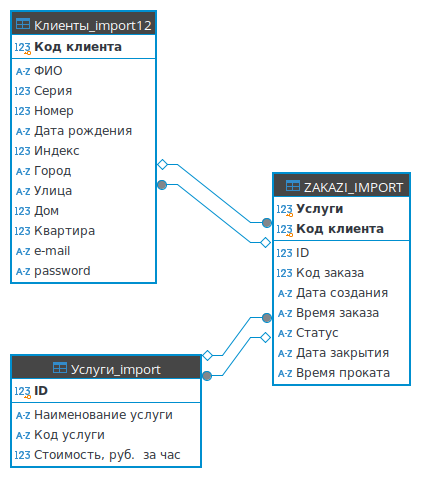 Клиенты_import12
123 Код клиента
A-Z ФИО
123 Серия
123 Номер
A-Z Дата рождения
123 Индекс
A-Z Город
A-Z Улица
123 Дом
123 Квартира
A-Z e-mail
A-Z password
ZAKAZI_IMPORT
123 Услуги
123 Код клиента
123 ID
123 Код заказа
A-Z Дата создания
A-Z Время заказа
A-Z Статус
A-Z Дата закрытия
A-Z Время проката
Услуги_import
123 ID
A-Z Наименование услуги
A-Z Код услуги
123 Стоимость, руб. за час